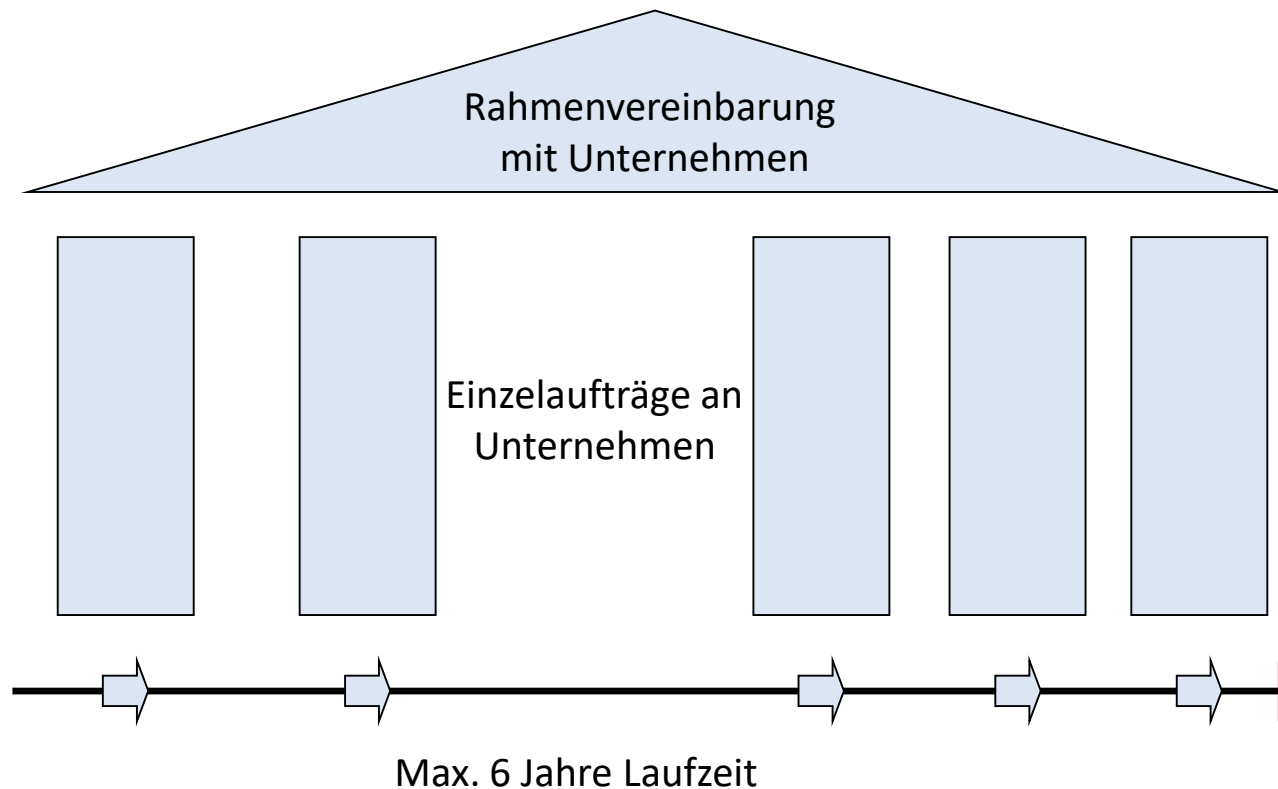 Rahmenvereinbarung
mit Unternehmen
Einzelaufträge an
Unternehmen
Max. 6 Jahre Laufzeit